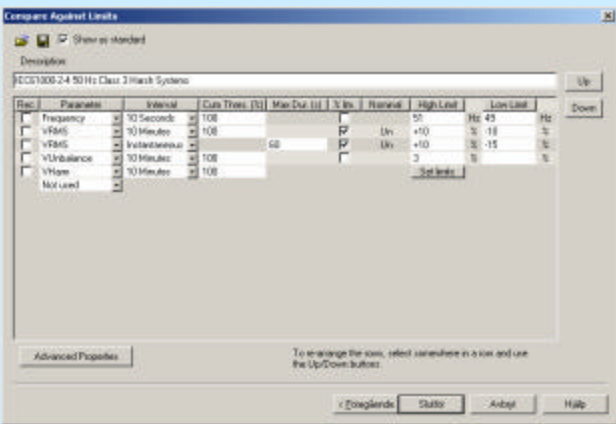 Compare Against Limits
Show as standard
Description:
IEC61000-2-4 50 Hz Class 3 Harsh Systems
Up
Down
Rec. Parameter Interval Cum Thres. (%) Max Dur. (s) % lim. Nominal High Limit Low Limit
Frequency 10 Seconds 100 51 Hz 49 Hz
VRMS 10 Minutes 100 Un +10 % -10 %
VRMS Instantaneous 60 Un +10 % -15 %
VUnbalance 10 Minutes 100 3 % %
VHarm 10 Minutes 100 Set limits
Not used
Advanced Properties
To re-arrange the rows, select somewhere in a row and use
the Up/Down buttons
< Föregående Slutför Avbryt Hjälp